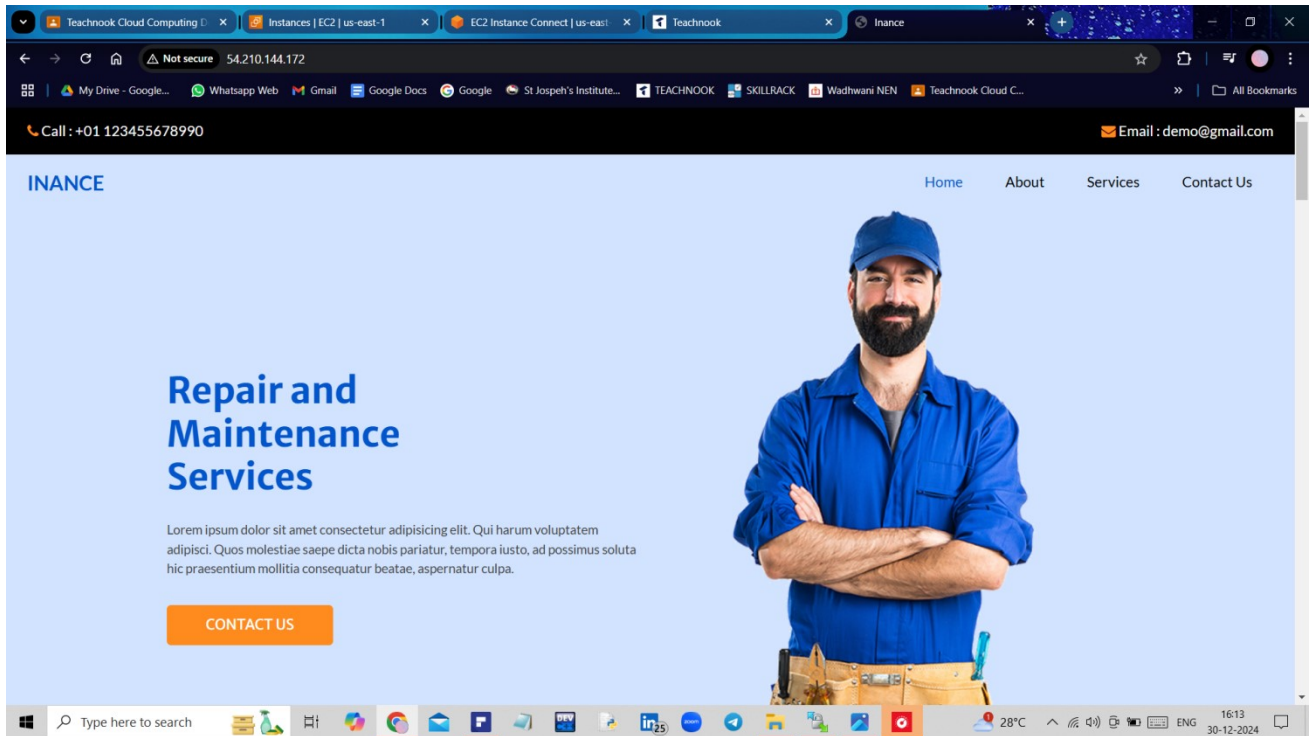 Teachnook Cloud Computing D
Instances | EC2 | us-east-1
EC2 Instance Connect | us-east-
Teachnook
Inance
Not secure 54.210.144.172
My Drive - Google...
Whatsapp Web
Gmail
Google Docs
Google
St Jospeh's Institute...
TEACHNOOK
SKILLRACK
Wadhwani NEN
Teachnook Cloud C...
»
All Bookmarks
Call : +01 123455678990
Email : demo@gmail.com
INANCE
Home
About
Services
Contact Us
Repair and
Maintenance
Services
Lorem ipsum dolor sit amet consectetur adipisicing elit. Qui harum voluptatem
adipisci. Quos molestiae saepe dicta nobis pariatur, tempora iusto, ad possimus soluta
hic praesentium mollitia consequatur beatae, aspernatur culpa.
CONTACT US
Type here to search
DEV
in 25
zoom
28°C
ENG
16:13
30-12-2024